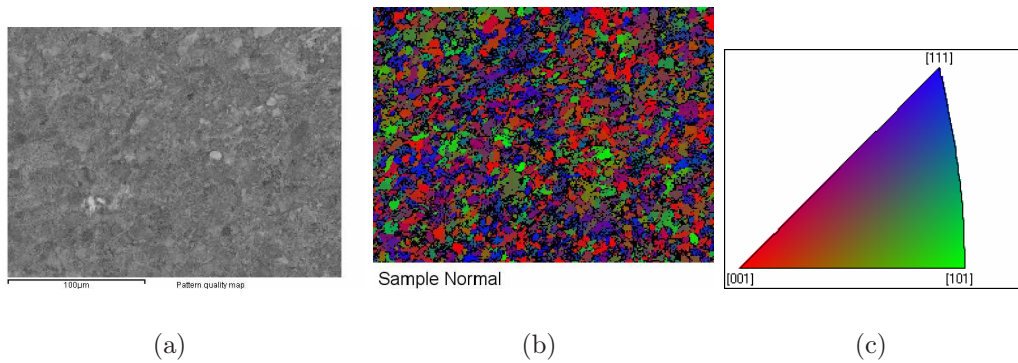 100µm Pattern quality map
Sample Normal
[111]
[001] [101]
(a) (b) (c)